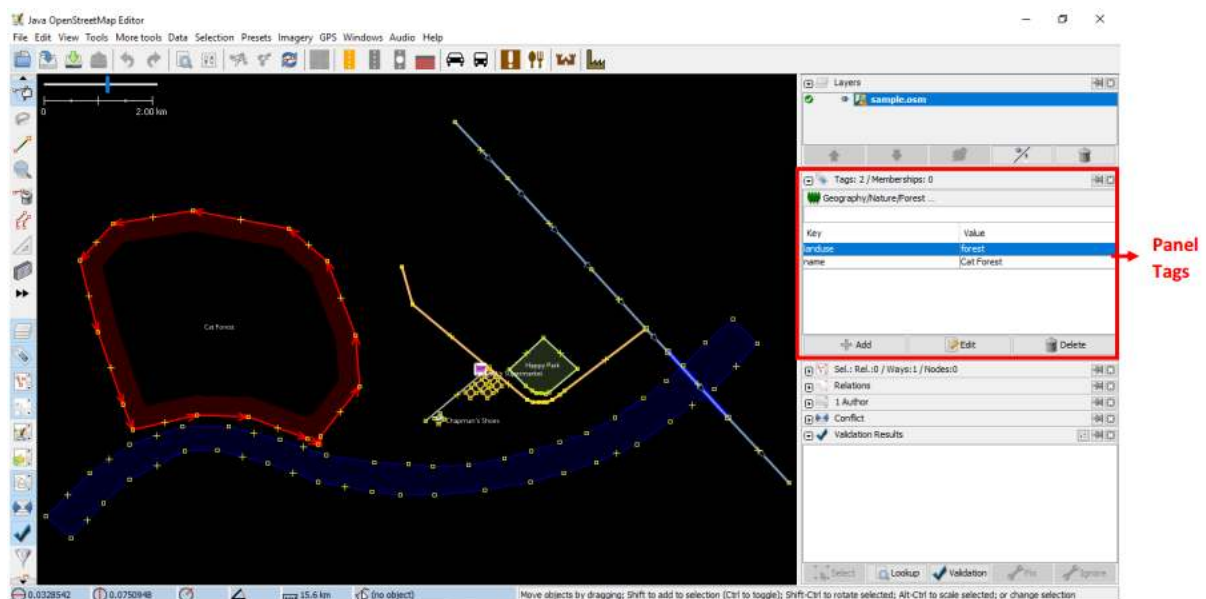 Java OpenStreetMap Editor
File Edit View Tools More tools Data Selection Presets Imagery GPS Windows Audio Help
0 2.00 km
Layers
sample.osm
Tags: 2 / Memberships: 0
Geography/Nature/Forest ...
Key Value
landuse forest
name Cat Forest
Add Edit Delete
Panel
Tags
Cat Forest
Happy Park
Supermarket
Chapman's Shoes
Sel.: Rel.:0 / Ways:1 / Nodes:0
Relations
1 Author
Conflict
Validation Results
Select Lookup Validation Fix Ignore
0.0328542 0.0750948 15.6 km (no object) Move objects by dragging; Shift to add to selection (Ctrl to toggle); Shift-Ctrl to rotate selected; Alt-Ctrl to scale selected; or change selection